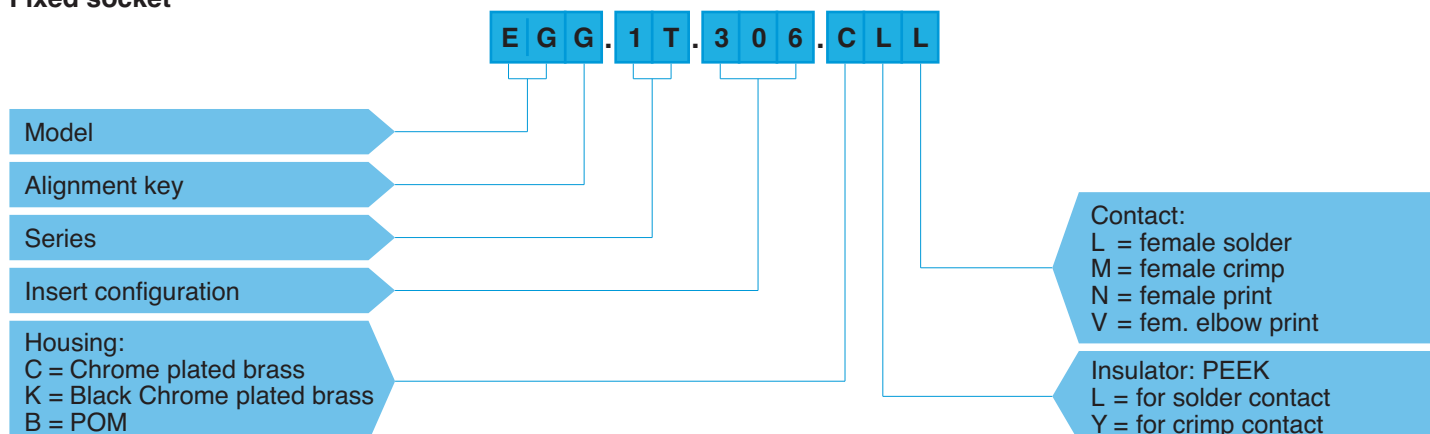 Fixed socket
EGG.1T.306.CLL
Model
Alignment key
Series
Insert configuration
Housing:
C = Chrome plated brass
K = Black Chrome plated brass
B = POM
Contact:
L = female solder
M = female crimp
N = female print
V = fem. elbow print
Insulator: PEEK
L = for solder contact
Y = for crimp contact